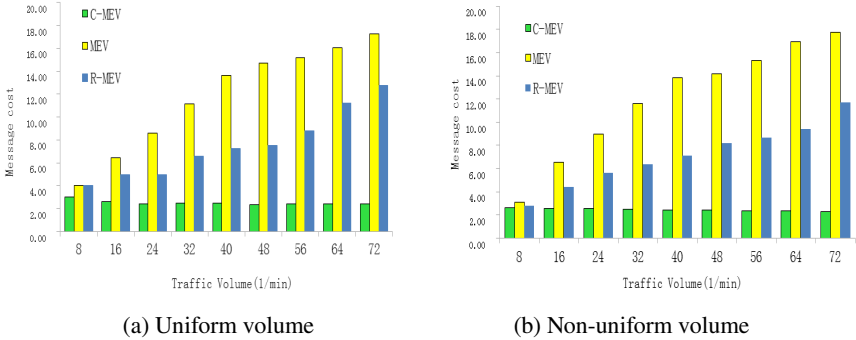 20.00
18.00
16.00
14.00
12.00
10.00
8.00
6.00
4.00
2.00
0.00
Message cost
C-MEV
MEV
R-MEV
8 16 24 32 40 48 56 64 72
Traffic Volume(1/min)
(a) Uniform volume
20.00
18.00
16.00
14.00
12.00
10.00
8.00
6.00
4.00
2.00
0.00
Message cost
C-MEV
MEV
R-MEV
8 16 24 32 40 48 56 64 72
Traffic Volume(1/min)
(b) Non-uniform volume